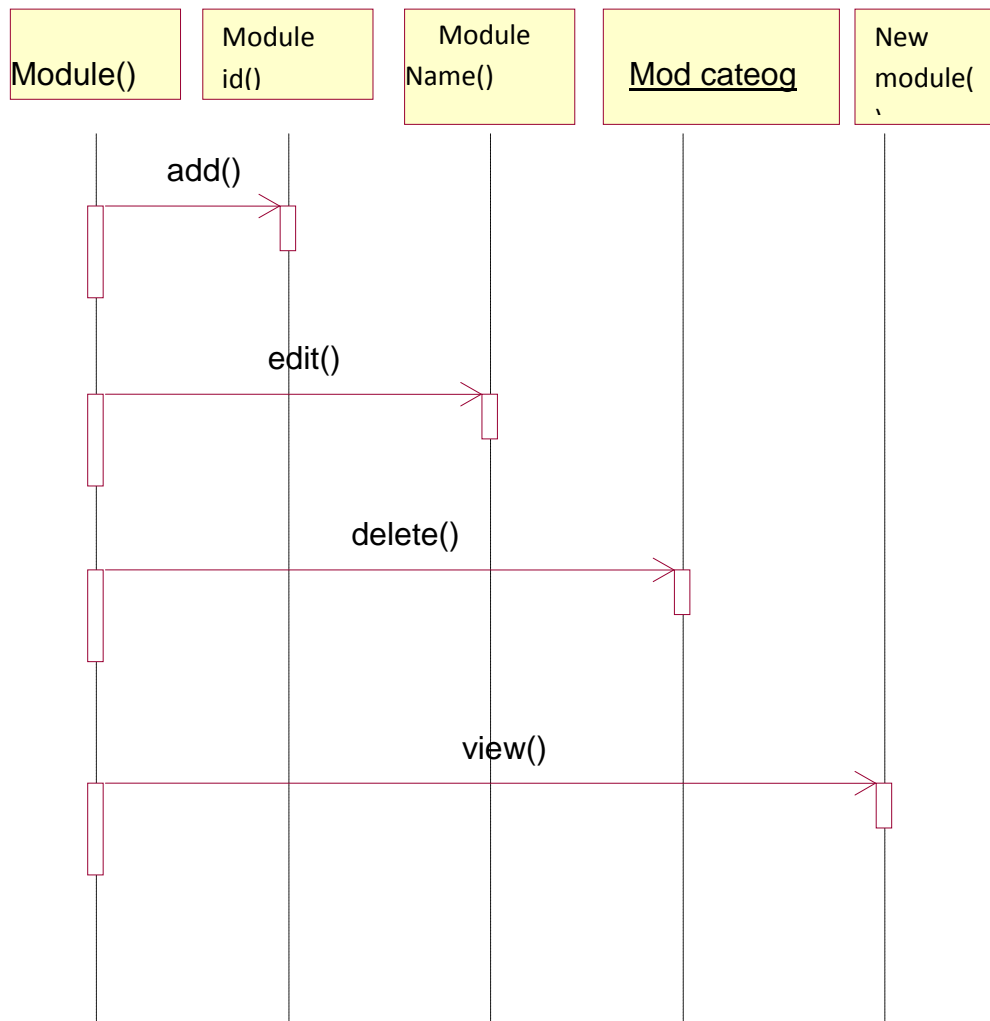 Module()
Module
id()
Module
Name()
Mod cateog
New
module(
)
add()
edit()
delete()
view()